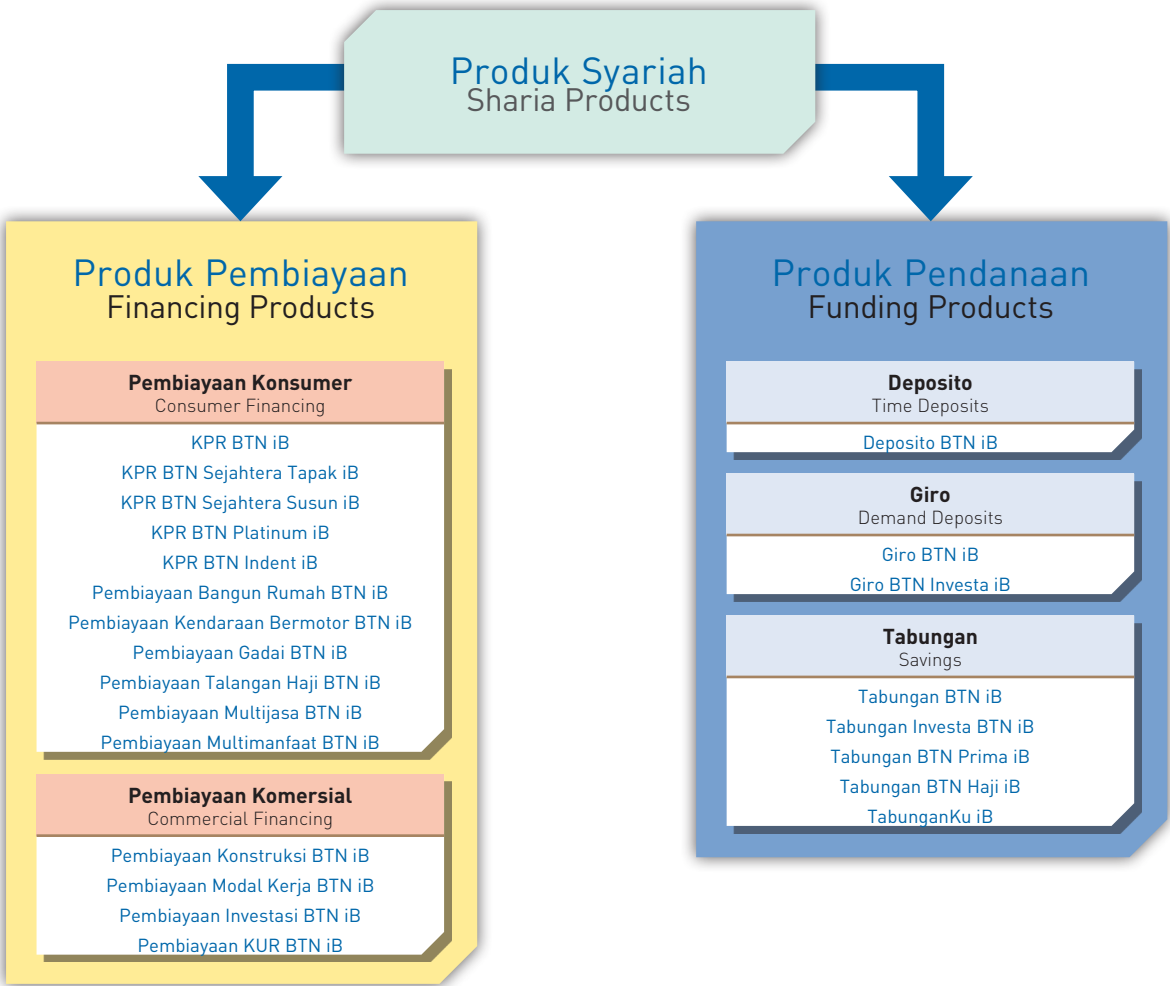 Produk Syariah
Sharia Products
Produk Pembiayaan
Financing Products
Pembiayaan Konsumer
Consumer Financing
KPR BTN iB
KPR BTN Sejahtera Tapak iB
KPR BTN Sejahtera Susun iB
KPR BTN Platinum iB
KPR BTN Indent iB
Pembiayaan Bangun Rumah BTN iB
Pembiayaan Kendaraan Bermotor BTN iB
Pembiayaan Gadai BTN iB
Pembiayaan Talangan Haji BTN iB
Pembiayaan Multijasa BTN iB
Pembiayaan Multimanfaat BTN iB
Pembiayaan Komersial
Commercial Financing
Pembiayaan Konstruksi BTN iB
Pembiayaan Modal Kerja BTN iB
Pembiayaan Investasi BTN iB
Pembiayaan KUR BTN iB
Produk Pendanaan
Funding Products
Deposito
Time Deposits
Deposito BTN iB
Giro
Demand Deposits
Giro BTN iB
Giro BTN Investa iB
Tabungan
Savings
Tabungan BTN iB
Tabungan Investa BTN iB
Tabungan BTN Prima iB
Tabungan BTN Haji iB
TabunganKu iB